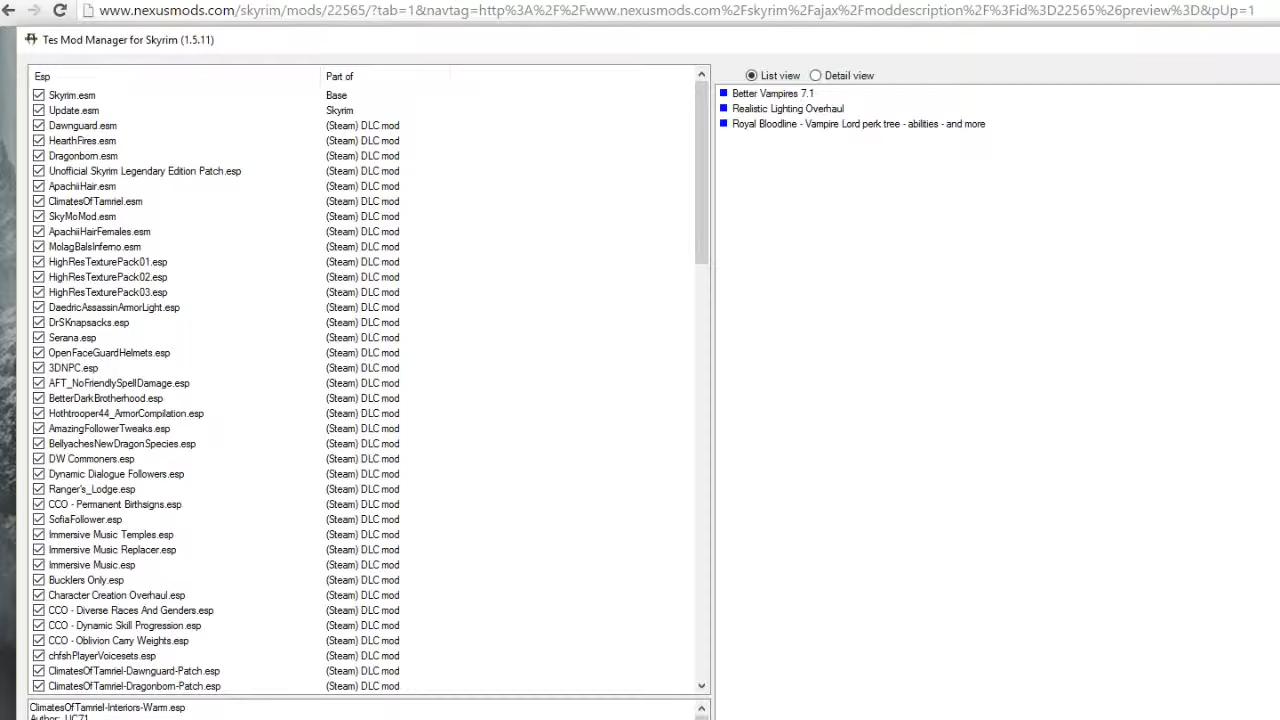 www.nexusmods.com/skyrim/mods/22565/?tab=1&navtag=http%3A%2F%2Fwww.nexusmods.com%2Fskyrim%2Fajax%2Fmoddescription%2F%3Fid%3D22565%26preview%3D&pUp=1
Tes Mod Manager for Skyrim (1.5.11)
List view Detail view
Esp Part of
Skyrim.esm Base
Update.esm Skyrim
Dawnguard.esm (Steam) DLC mod
HearthFires.esm (Steam) DLC mod
Dragonborn.esm (Steam) DLC mod
Unofficial Skyrim Legendary Edition Patch.esp (Steam) DLC mod
ApachiiHair.esm (Steam) DLC mod
ClimatesOfTamriel.esm (Steam) DLC mod
SkyMoMod.esm (Steam) DLC mod
ApachiiHairFemales.esm (Steam) DLC mod
MolagBalsInferno.esm (Steam) DLC mod
HighResTexturePack01.esp (Steam) DLC mod
HighResTexturePack02.esp (Steam) DLC mod
HighResTexturePack03.esp (Steam) DLC mod
DaedricAssassinArmorLight.esp (Steam) DLC mod
DrSKnapsacks.esp (Steam) DLC mod
Serana.esp (Steam) DLC mod
OpenFaceGuardHelmets.esp (Steam) DLC mod
3DNPC.esp (Steam) DLC mod
AFT_NoFriendlySpellDamage.esp (Steam) DLC mod
BetterDarkBrotherhood.esp (Steam) DLC mod
Hothtrooper44_ArmorCompilation.esp (Steam) DLC mod
AmazingFollowerTweaks.esp (Steam) DLC mod
BellyachesNewDragonSpecies.esp (Steam) DLC mod
DW Commoners.esp (Steam) DLC mod
Dynamic Dialogue Followers.esp (Steam) DLC mod
Ranger's_Lodge.esp (Steam) DLC mod
CCO - Permanent Birthsigns.esp (Steam) DLC mod
SofiaFollower.esp (Steam) DLC mod
Immersive Music Temples.esp (Steam) DLC mod
Immersive Music Replacer.esp (Steam) DLC mod
Immersive Music.esp (Steam) DLC mod
Bucklers Only.esp (Steam) DLC mod
Character Creation Overhaul.esp (Steam) DLC mod
CCO - Diverse Races And Genders.esp (Steam) DLC mod
CCO - Dynamic Skill Progression.esp (Steam) DLC mod
CCO - Oblivion Carry Weights.esp (Steam) DLC mod
chfshPlayerVoicesets.esp (Steam) DLC mod
ClimatesOfTamriel-Dawnguard-Patch.esp (Steam) DLC mod
ClimatesOfTamriel-Dragonborn-Patch.esp (Steam) DLC mod
ClimatesOfTamriel-Interiors-Warm.esp
Author: JJC71
Better Vampires 7.1
Realistic Lighting Overhaul
Royal Bloodline - Vampire Lord perk tree - abilities - and more